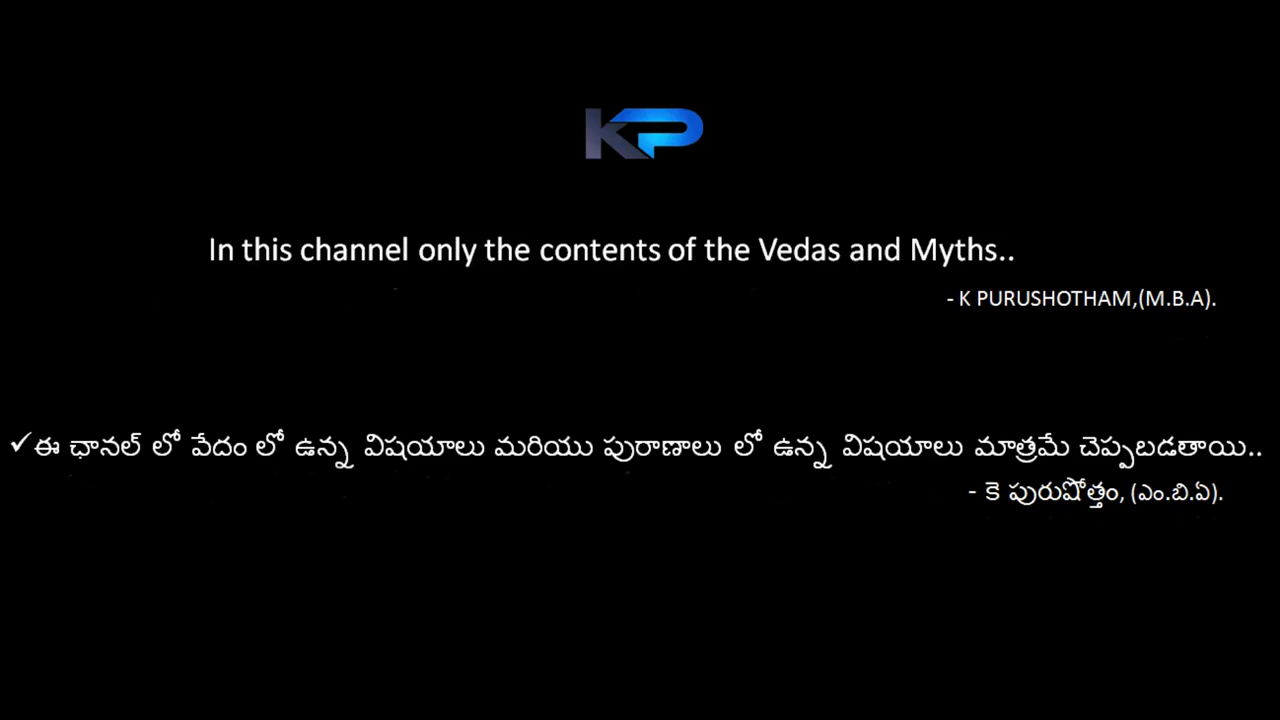 KP
In this channel only the contents of the Vedas and Myths..
- K PURUSHOTHAM,(M.B.A).
✓ఈ ఛానల్ లో వేదం లో ఉన్న విషయాలు మరియు పురాణాలు లో ఉన్న విషయాలు మాత్రమే చెప్పబడతాయి..
- కె పురుషోత్తం, (ఎం.బి.ఏ).